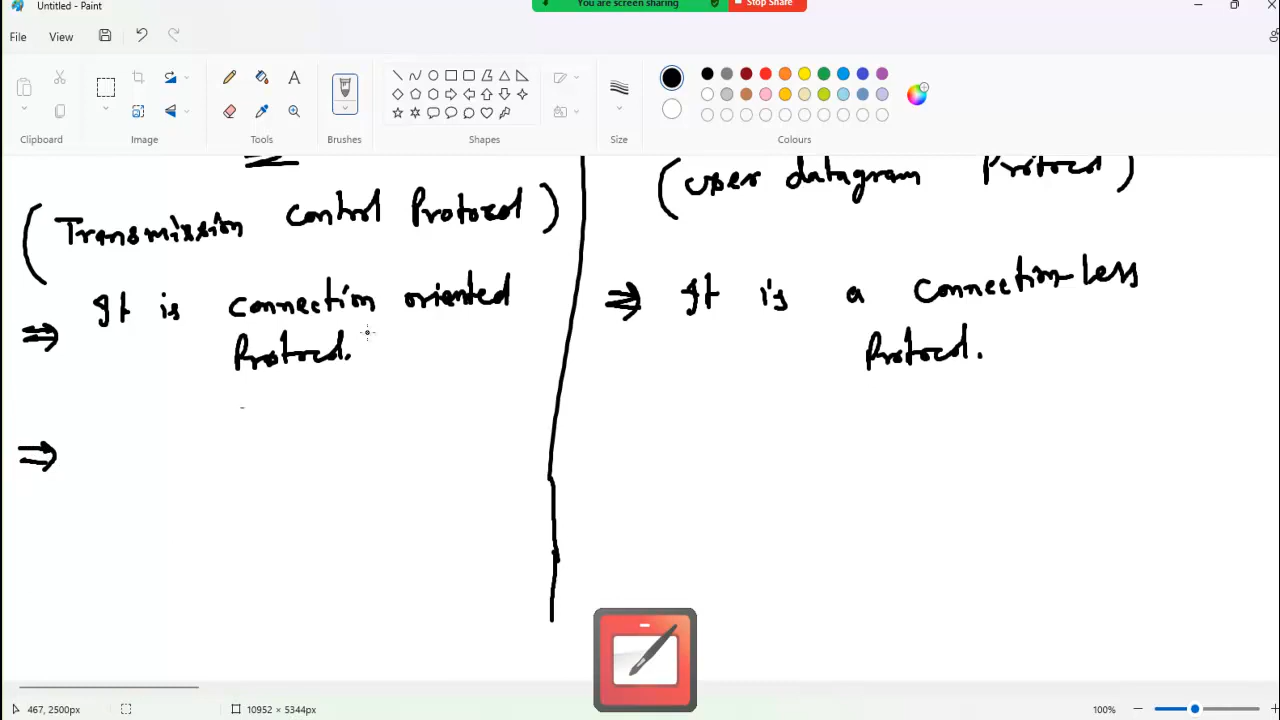 Untitled - Paint
You are screen sharing
Stop Share
File
View
Clipboard
Image
Tools
Brushes
Shapes
Size
Colours
(Transmission control Protocol)
⇒ It is connection oriented
Protocol.
⇒
(User datagram Protocol)
⇒ It is a connection-less
Protocol.
467, 2500px
10952 × 5344px
100%